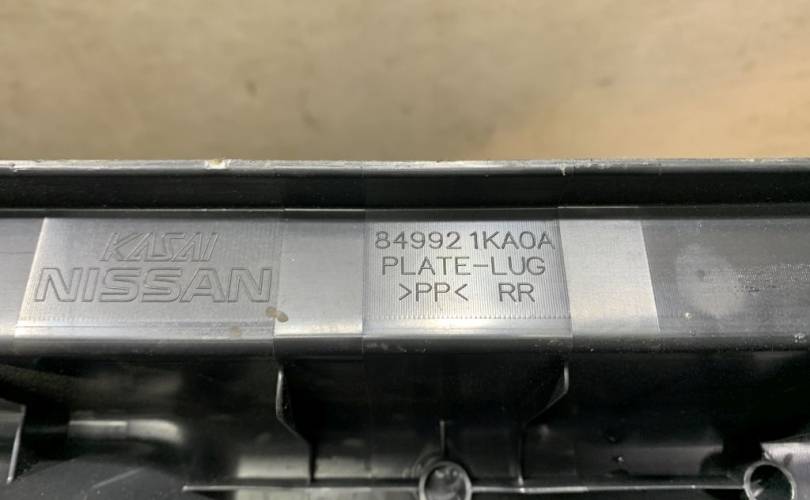 KASAI
NISSAN
84992 1KA0A
PLATE-LUG
>PP< RR